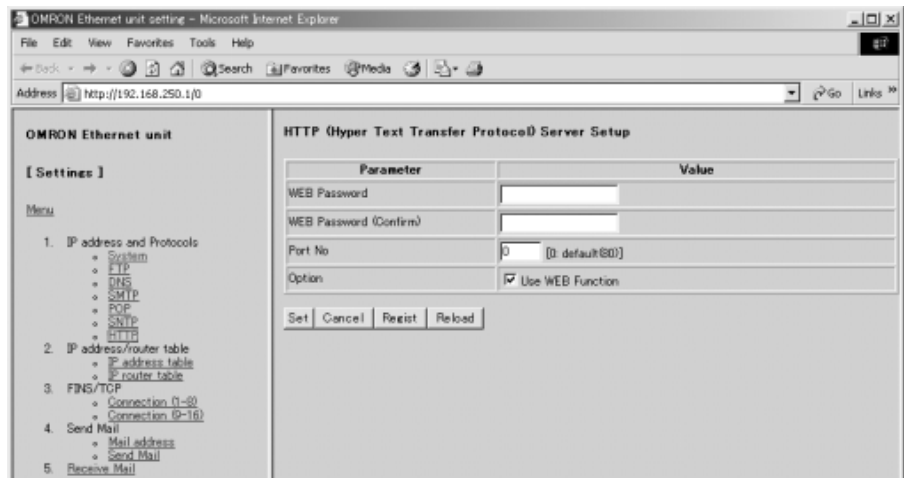 OMRON Ethernet unit setting - Microsoft Internet Explorer
File Edit View Favorites Tools Help
Back Search Favorites Media
Address http://192.168.250.1/0 Go Links »
OMRON Ethernet unit
[ Settings ]
Menu
1. IP address and Protocols
System
FTP
DNS
SMTP
POP
SNTP
HTTP
2. IP address/router table
IP address table
IP router table
3. FINS/TCP
Connection (1-8)
Connection (9-16)
4. Send Mail
Mail address
Send Mail
5. Receive Mail
HTTP (Hyper Text Transfer Protocol) Server Setup
Parameter Value
WEB Password
WEB Password (Confirm)
Port No 0 [0: default(80)]
Option Use WEB Function
Set Cancel Regist Reload